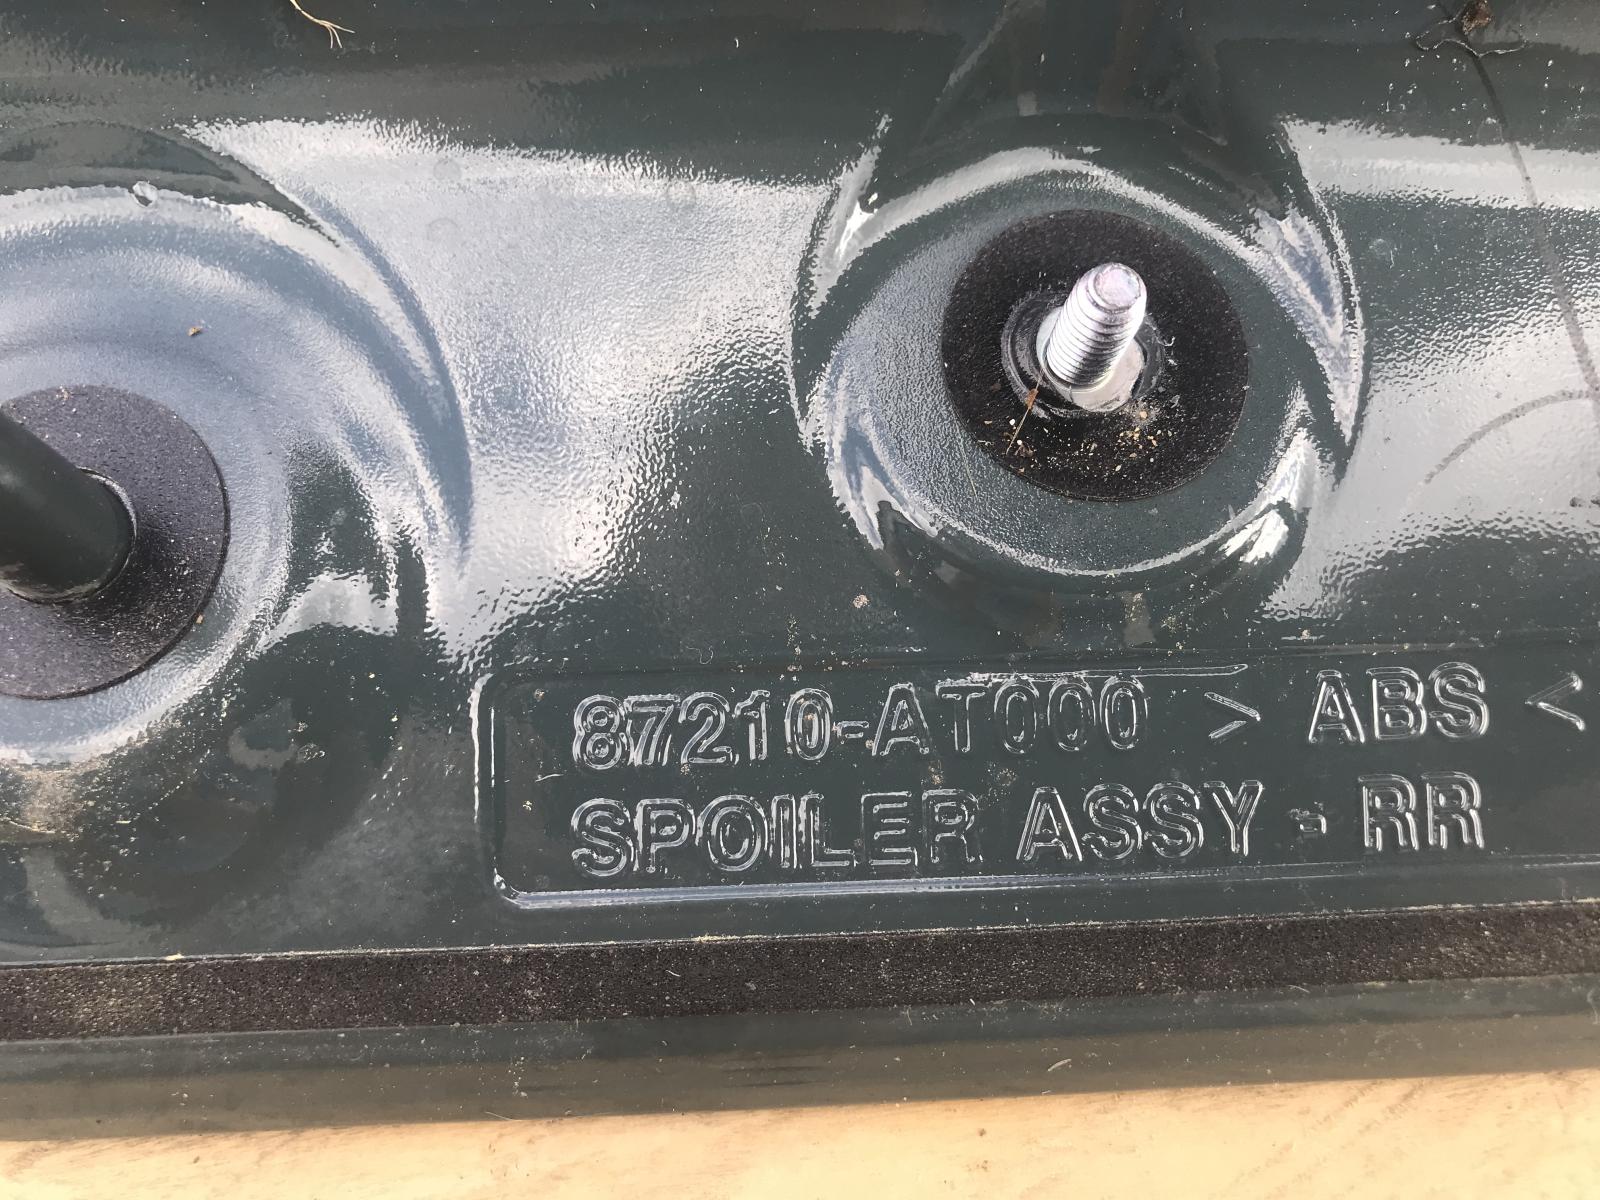 87210-AT000 > ABS <
SPOILER ASSY - RR